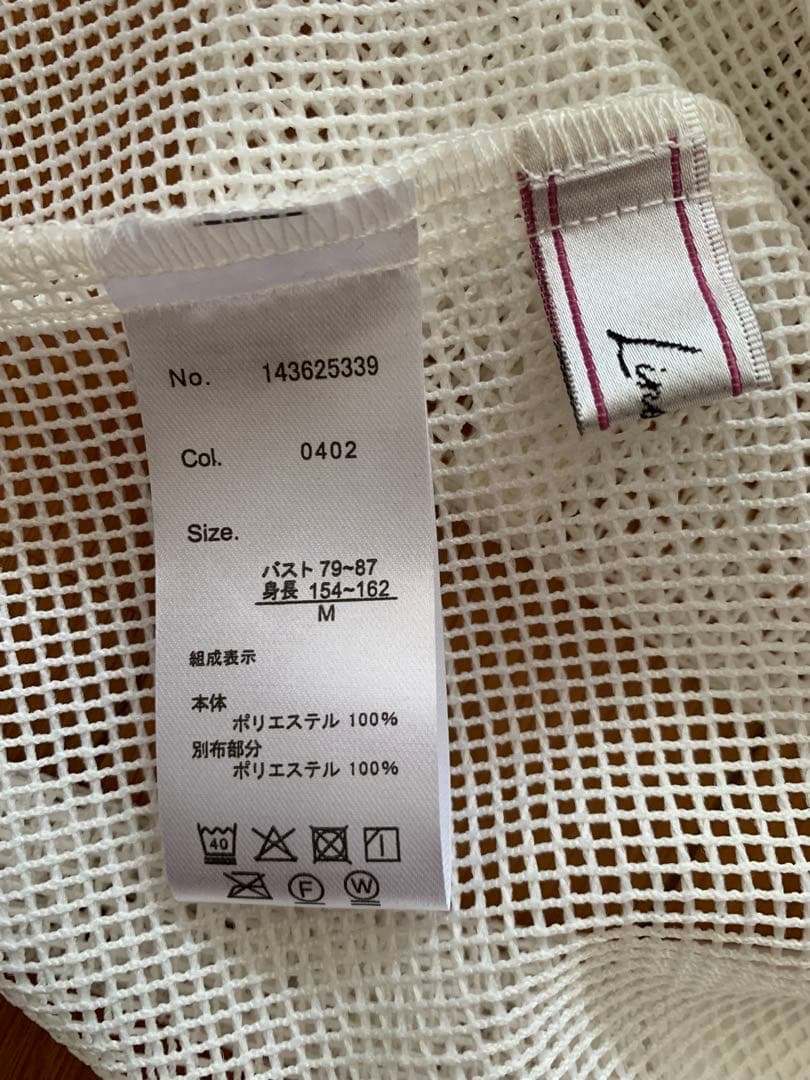 No. 143625339
Col. 0402
Size.
バスト 79~87
身長 154~162
M
組成表示
本体
ポリエステル 100%
別布部分
ポリエステル 100%
40
F
W